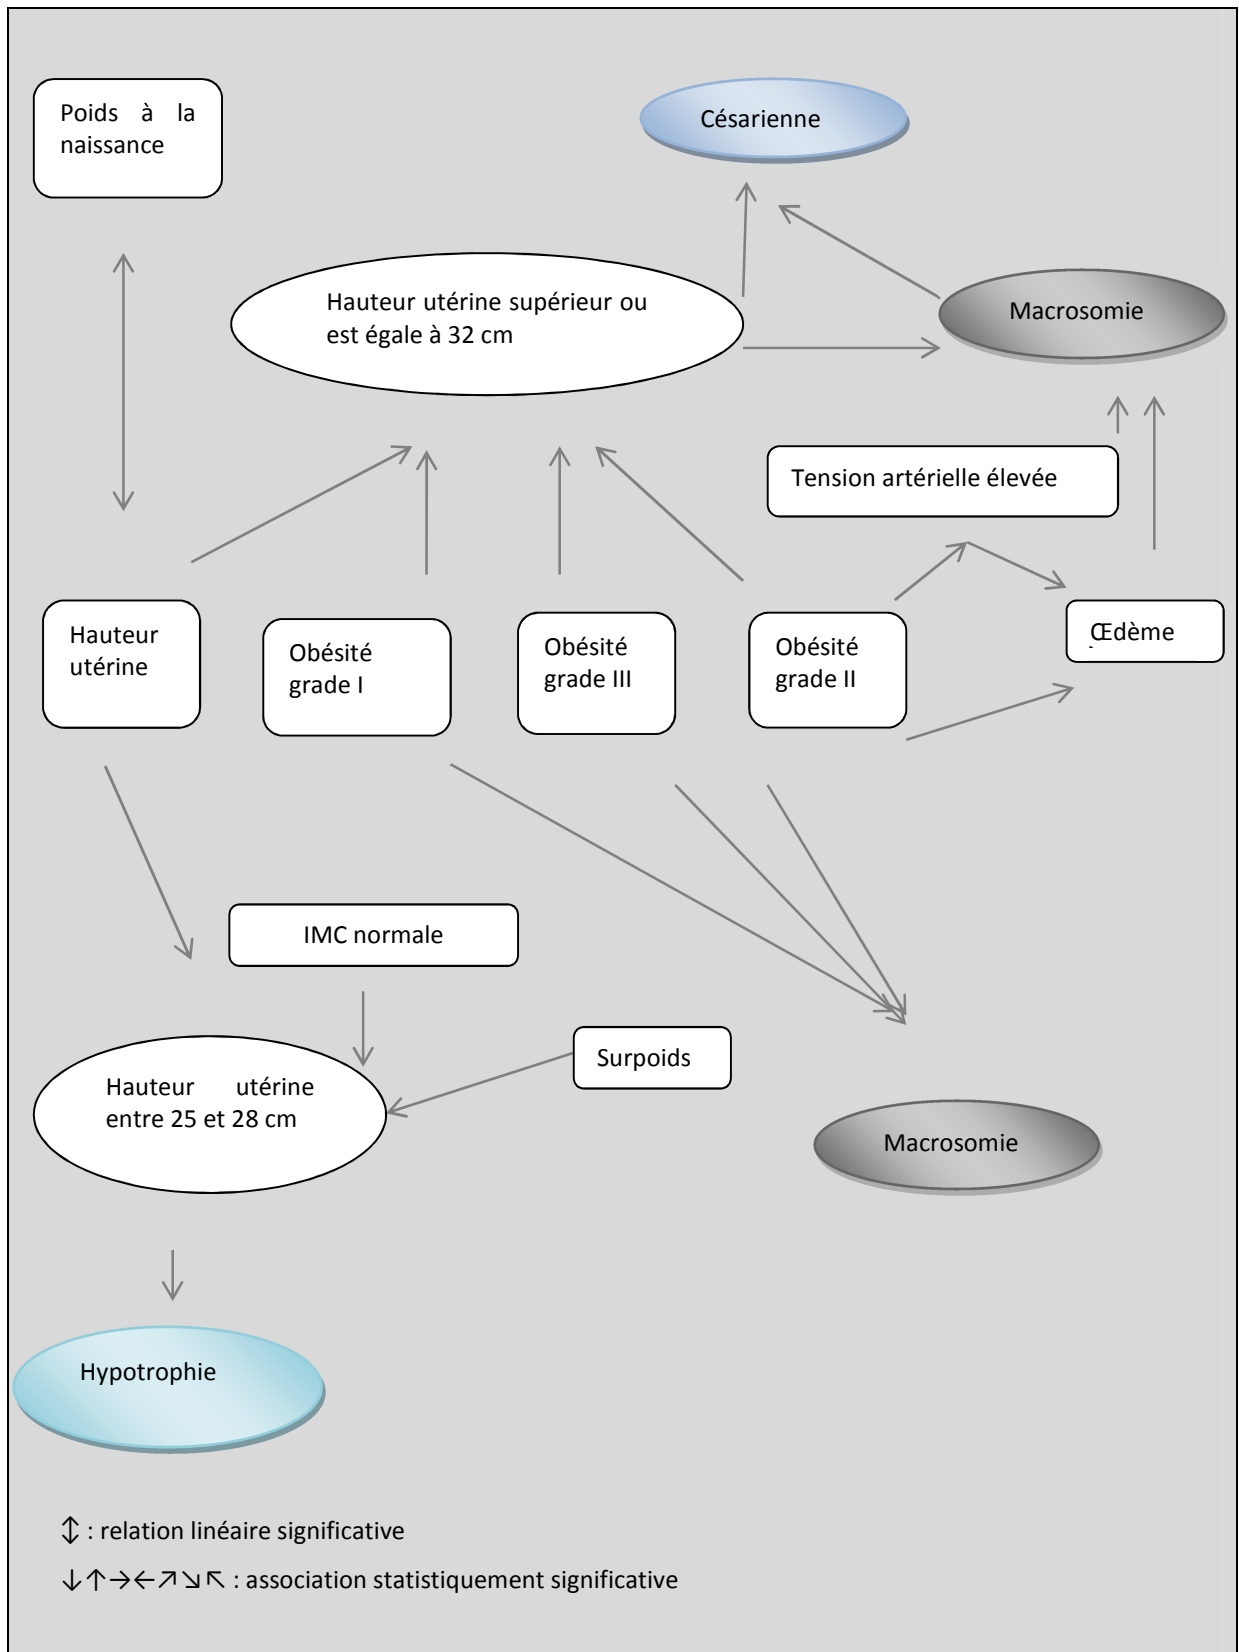 Poids à la
naissance
Césarienne
Hauteur utérine supérieur ou
est égale à 32 cm
Macrosomie
Tension artérielle élevée
Hauteur
utérine
Obésité
grade I
Obésité
grade III
Obésité
grade II
Œdème
IMC normale
Surpoids
Hauteur utérine
entre 25 et 28 cm
Macrosomie
Hypotrophie
↕ : relation linéaire significative
↓↑→←↗↘↖ : association statistiquement significative